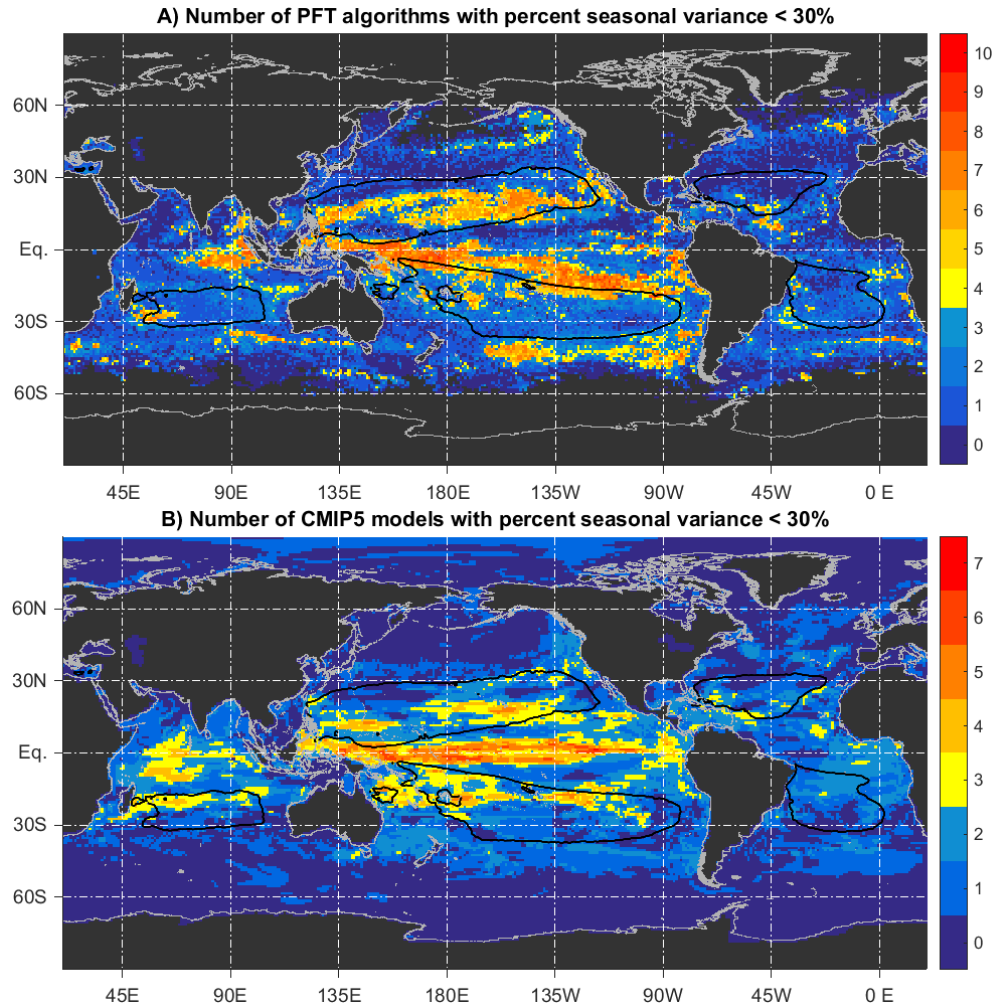 A) Number of PFT algorithms with percent seasonal variance < 30%
10
60N
9
8
30N
7
6
Eq.
5
4
30S
3
2
60S
1
0
45E 90E 135E 180E 135W 90W 45W 0 E
B) Number of CMIP5 models with percent seasonal variance < 30%
7
60N
6
30N
5
4
Eq.
3
30S
2
60S
1
0
45E 90E 135E 180E 135W 90W 45W 0 E